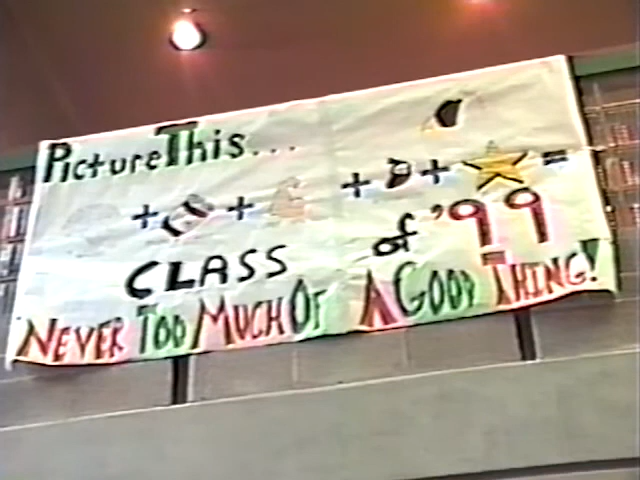 Picture This...
+ + + + =
CLASS of '99
NEVER TOO MUCH OF A GOOD THING!